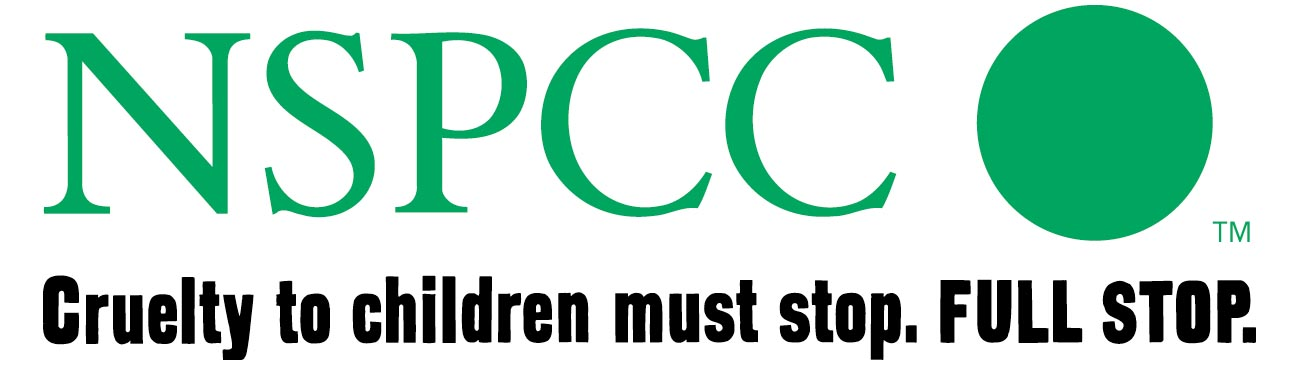 NSPCC
TM
Cruelty to children must stop. FULL STOP.